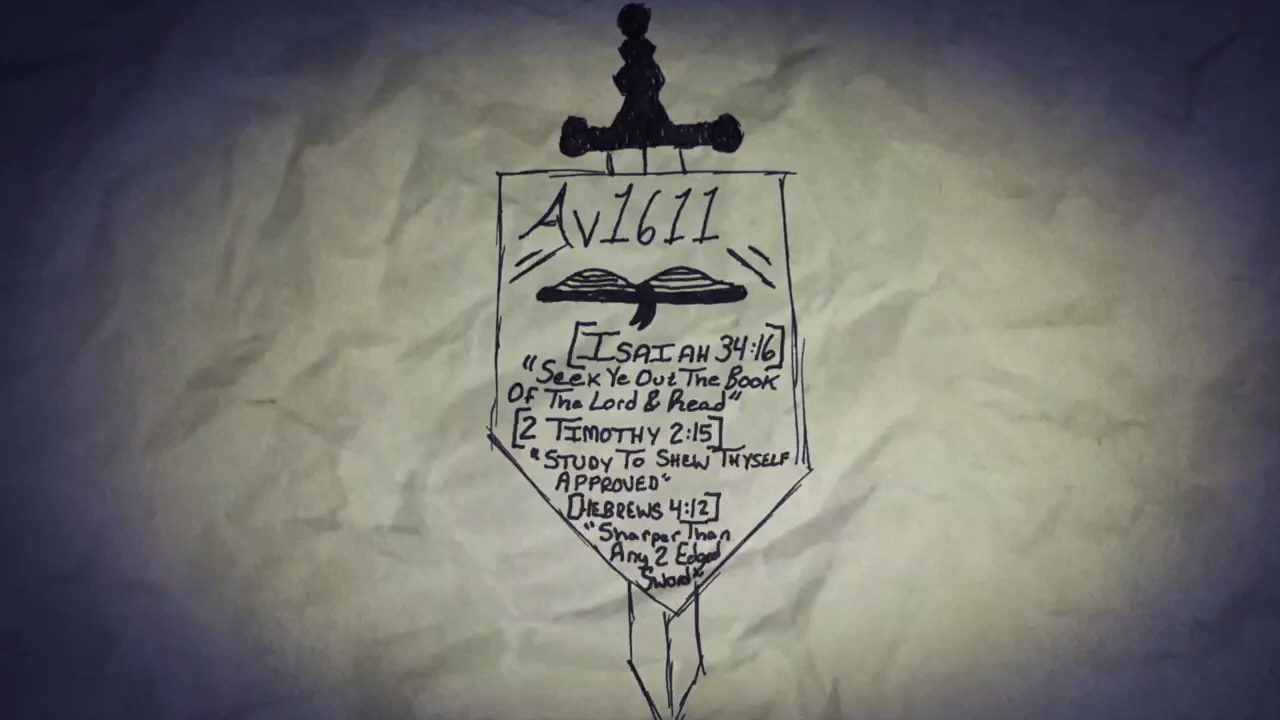 Av1611
[ISAIAH 34:16]
"Seek Ye Out The Book
Of The Lord & Read"
[2 TIMOTHY 2:15]
"STUDY TO SHEW THYSELF
APPROVED"
[HEBREWS 4:12]
"Sharper Than
Any 2 Edged
Sword"